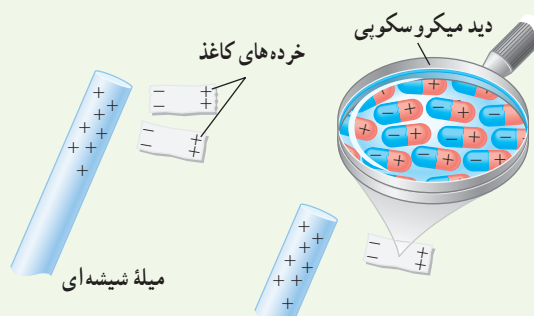 دید میکروسکوپی
خرده‌های کاغذ
میلهٔ شیشه‌ای